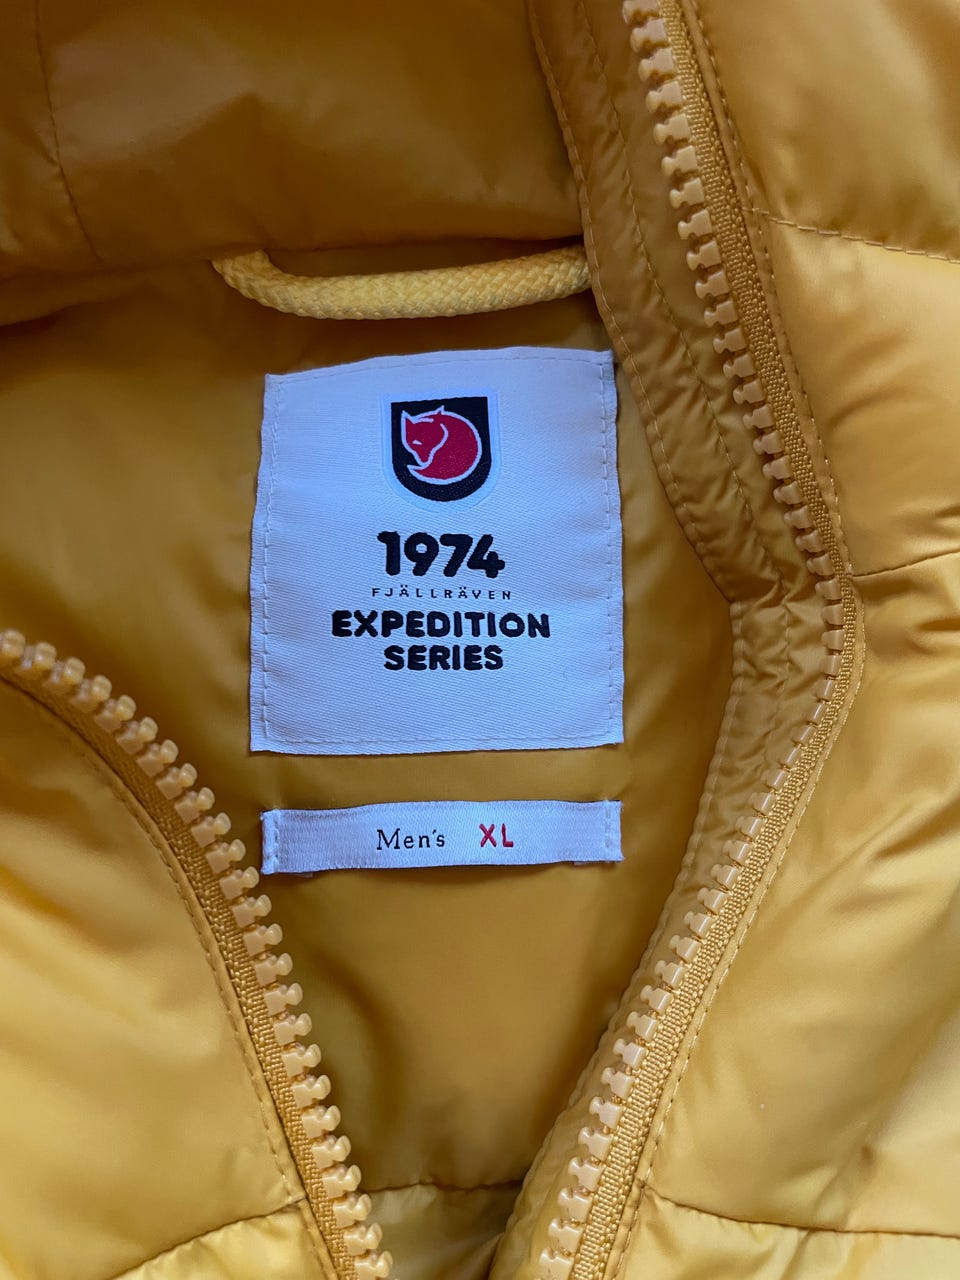 1974
FJÄLLRÄVEN
EXPEDITION
SERIES
Men's XL